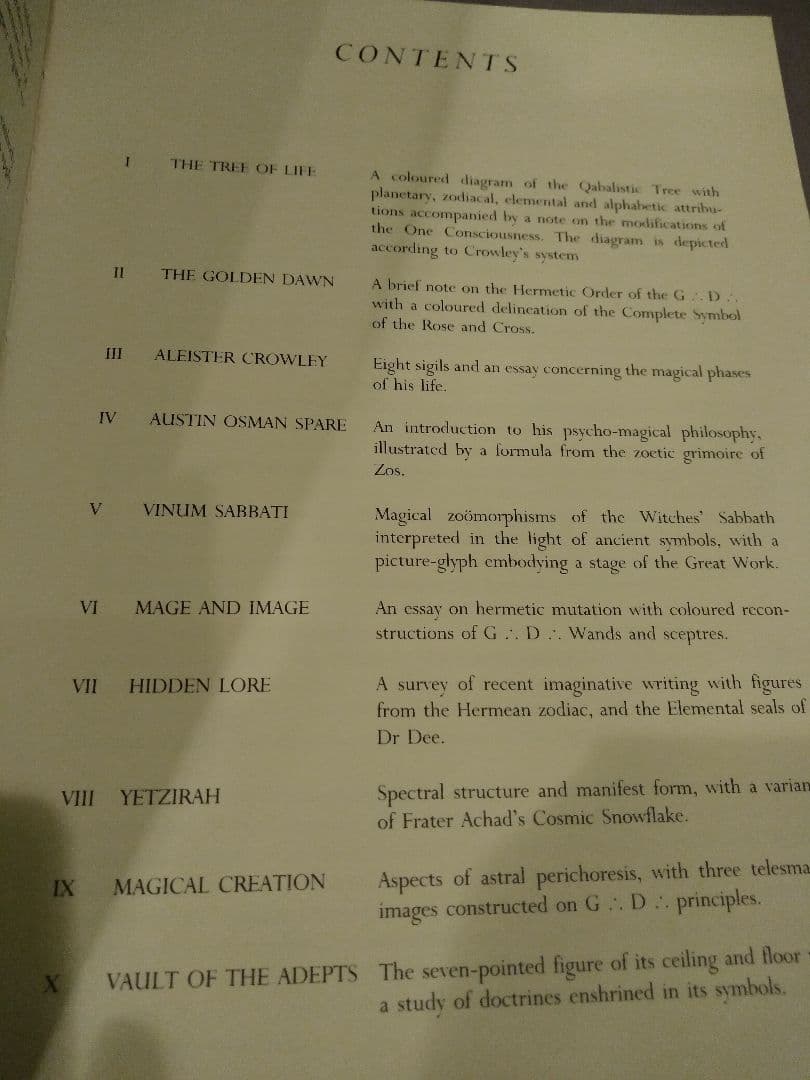 CONTENTS
I THE TREE OF LIFE A coloured diagram of the Qabalistic Tree with
planetary, zodiacal, elemental and alphabetic attribu-
tions accompanied by a note on the modifications of
the One Consciousness. The diagram is depicted
according to Crowley's system
II THE GOLDEN DAWN A brief note on the Hermetic Order of the G ∴ D ∴,
with a coloured delineation of the Complete Symbol
of the Rose and Cross.
III ALEISTER CROWLEY Eight sigils and an essay concerning the magical phases
of his life.
IV AUSTIN OSMAN SPARE An introduction to his psycho-magical philosophy,
illustrated by a formula from the zoetic grimoire of
Zos.
V VINUM SABBATI Magical zoömorphisms of the Witches' Sabbath
interpreted in the light of ancient symbols, with a
picture-glyph embodying a stage of the Great Work.
VI MAGE AND IMAGE An essay on hermetic mutation with coloured recon-
structions of G ∴ D ∴ Wands and sceptres.
VII HIDDEN LORE A survey of recent imaginative writing with figures
from the Hermean zodiac, and the Elemental seals of
Dr Dee.
VIII YETZIRAH Spectral structure and manifest form, with a varian
of Frater Achad's Cosmic Snowflake.
IX MAGICAL CREATION Aspects of astral perichoresis, with three telesma
images constructed on G ∴ D ∴ principles.
X VAULT OF THE ADEPTS The seven-pointed figure of its ceiling and floor
a study of doctrines enshrined in its symbols.